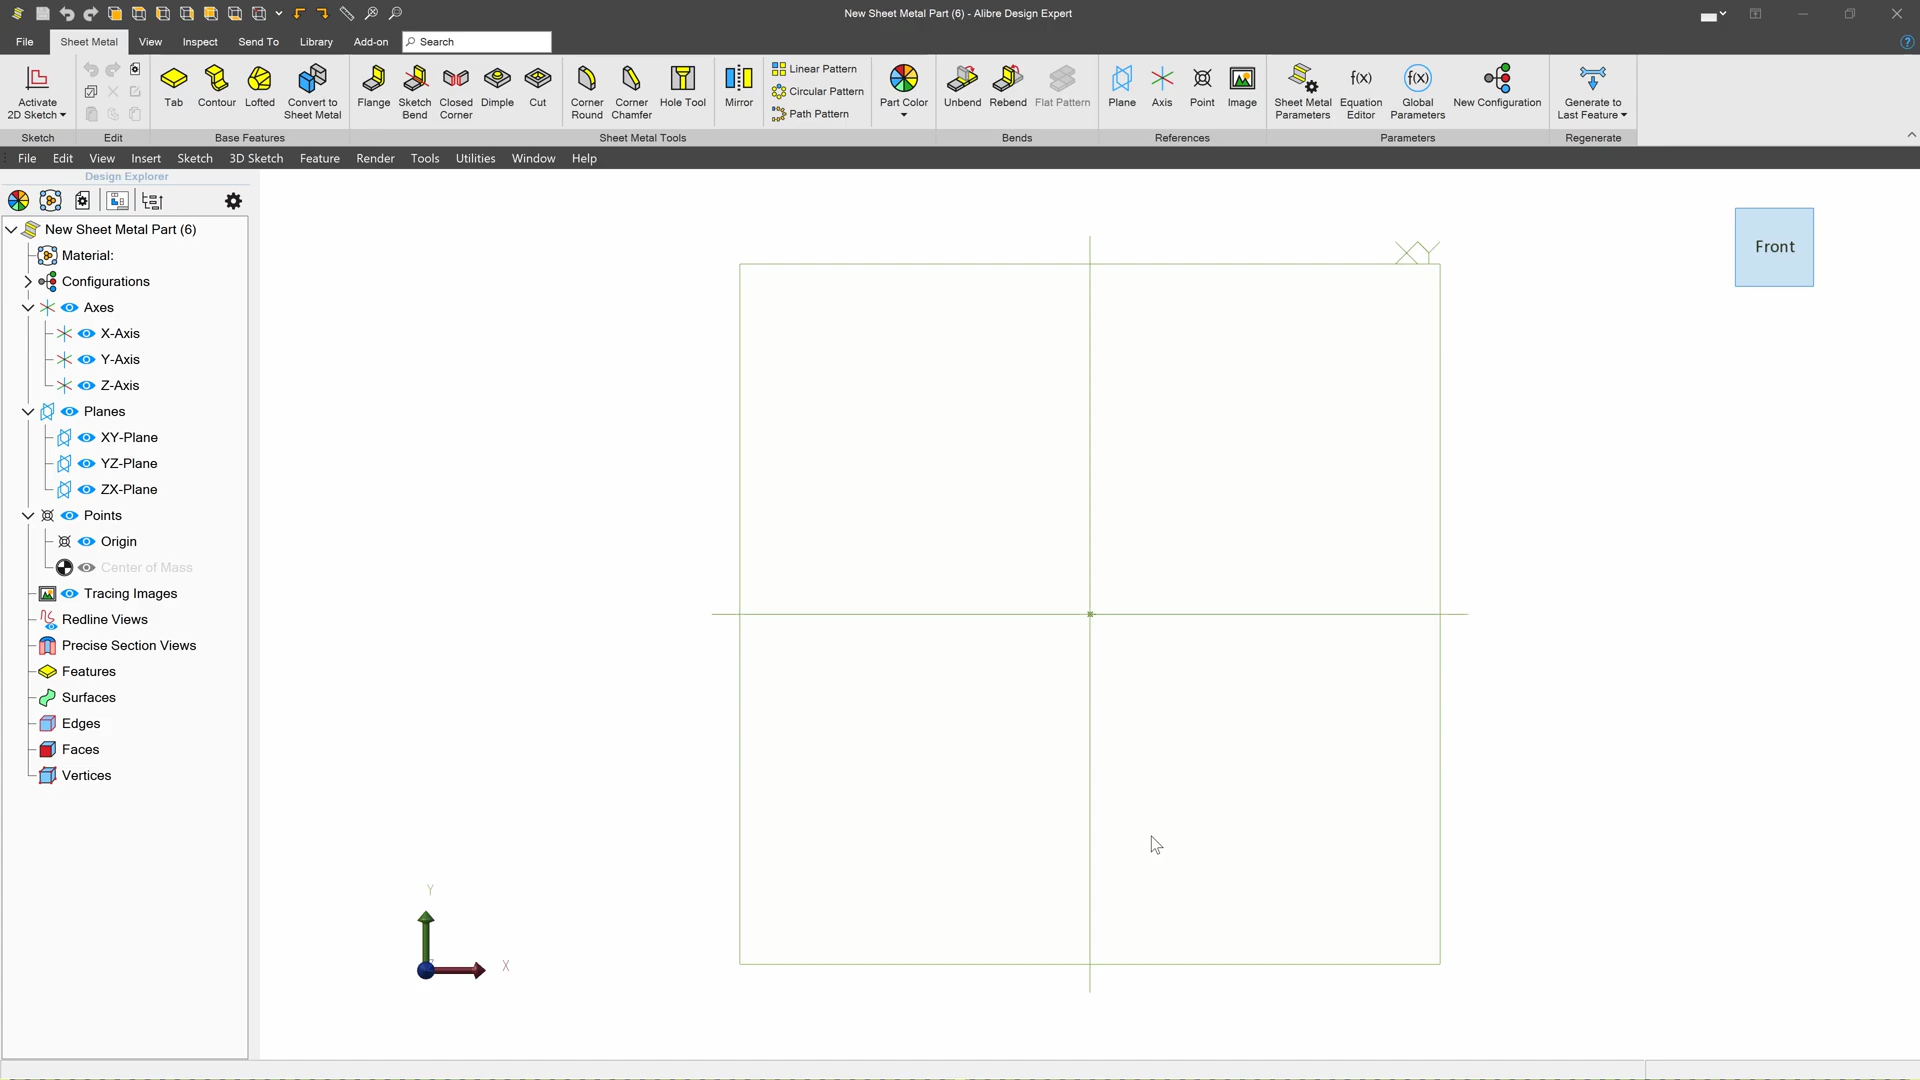 New Sheet Metal Part (6) - Alibre Design Expert
File Sheet Metal View Inspect Send To Library Add-on Search
Activate
2D Sketch
Tab
Contour
Lofted
Convert to
Sheet Metal
Flange
Sketch
Bend
Closed
Corner
Dimple
Cut
Corner
Round
Corner
Chamfer
Hole Tool
Mirror
Linear Pattern
Circular Pattern
Path Pattern
Part Color
Unbend
Rebend
Flat Pattern
Plane
Axis
Point
Image
Sheet Metal
Parameters
f(x)
Equation
Editor
f(x)
Global
Parameters
New Configuration
Generate to
Last Feature
Sketch Edit Base Features Sheet Metal Tools Bends References Parameters Regenerate
File Edit View Insert Sketch 3D Sketch Feature Render Tools Utilities Window Help
Design Explorer
New Sheet Metal Part (6)
Material:
Configurations
Axes
X-Axis
Y-Axis
Z-Axis
Planes
XY-Plane
YZ-Plane
ZX-Plane
Points
Origin
Center of Mass
Tracing Images
Redline Views
Precise Section Views
Features
Surfaces
Edges
Faces
Vertices
XY
Front
Y
X